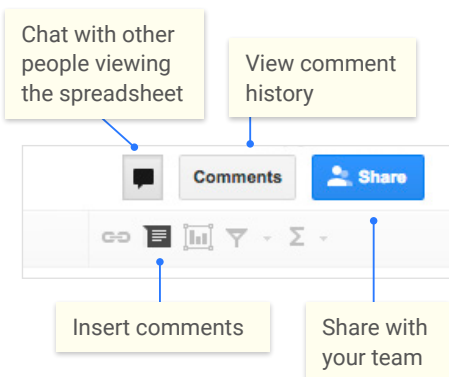 Chat with other
people viewing
the spreadsheet
View comment
history
Comments
Share
Insert comments
Share with
your team